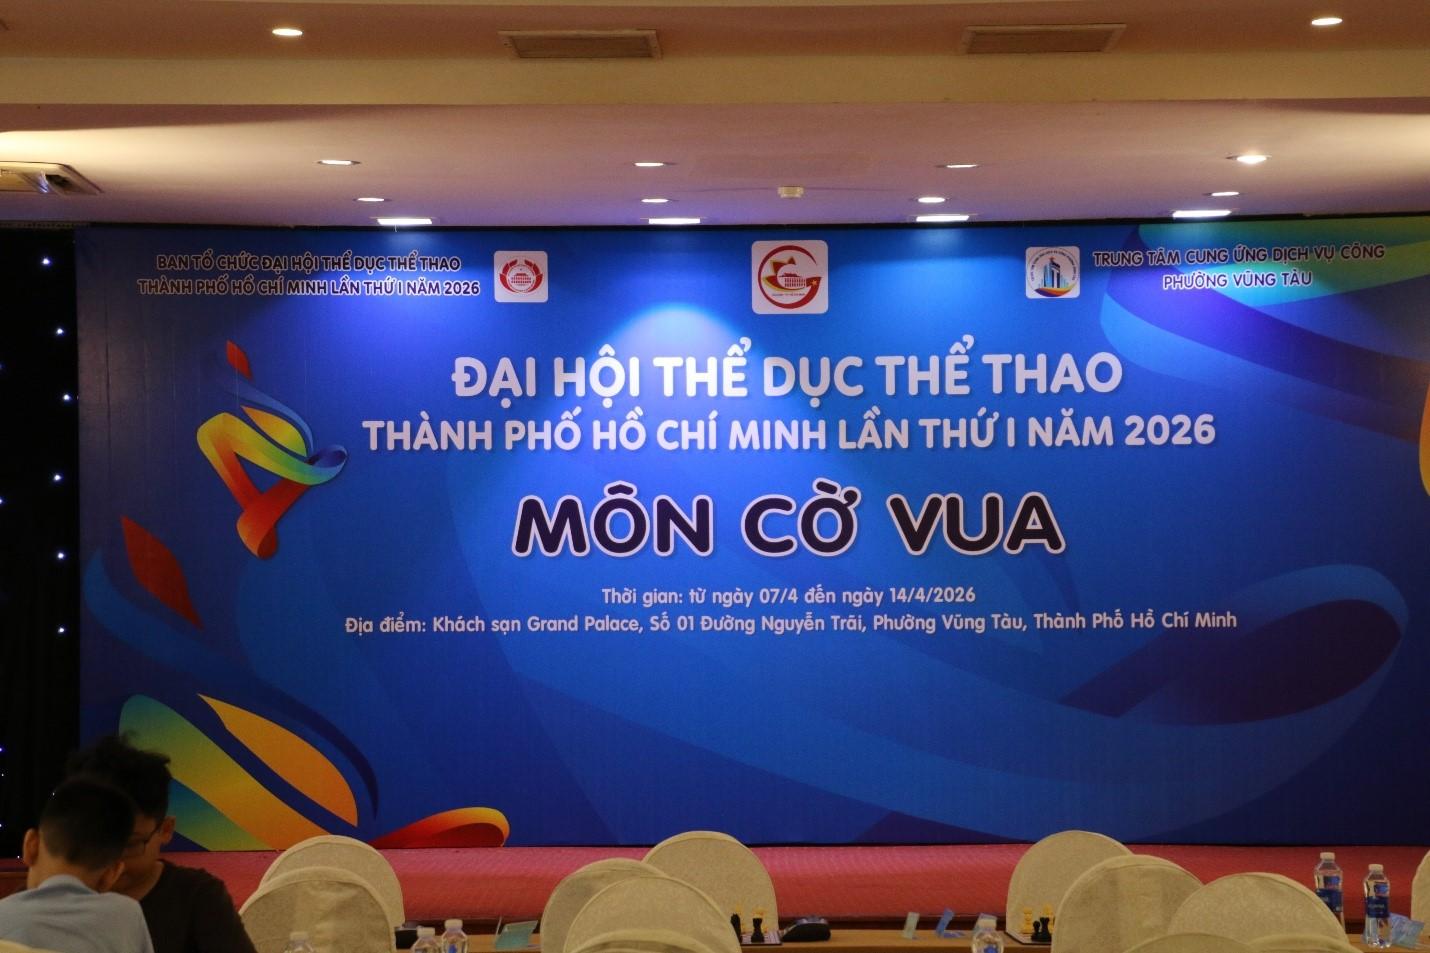 BAN TỔ CHỨC ĐẠI HỘI THỂ DỤC THỂ THAO
THÀNH PHỐ HỒ CHÍ MINH LẦN THỨ I NĂM 2026
TRUNG TÂM CUNG ỨNG DỊCH VỤ CÔNG
PHƯỜNG VŨNG TÀU
ĐẠI HỘI THỂ DỤC THỂ THAO
THÀNH PHỐ HỒ CHÍ MINH LẦN THỨ I NĂM 2026
MÔN CỜ VUA
Thời gian: từ ngày 07/4 đến ngày 14/4/2026
Địa điểm: Khách sạn Grand Palace, Số 01 Đường Nguyễn Trãi, Phường Vũng Tàu, Thành Phố Hồ Chí Minh